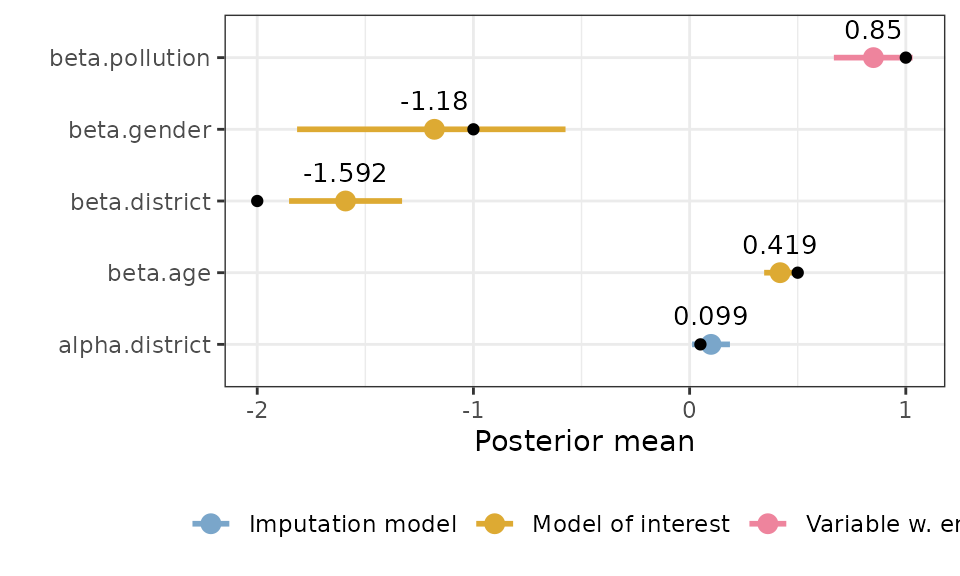 beta.pollution 0.85
beta.gender -1.18
beta.district -1.592
beta.age 0.419
alpha.district 0.099
-2 -1 0 1
Posterior mean
Imputation model Model of interest Variable w.